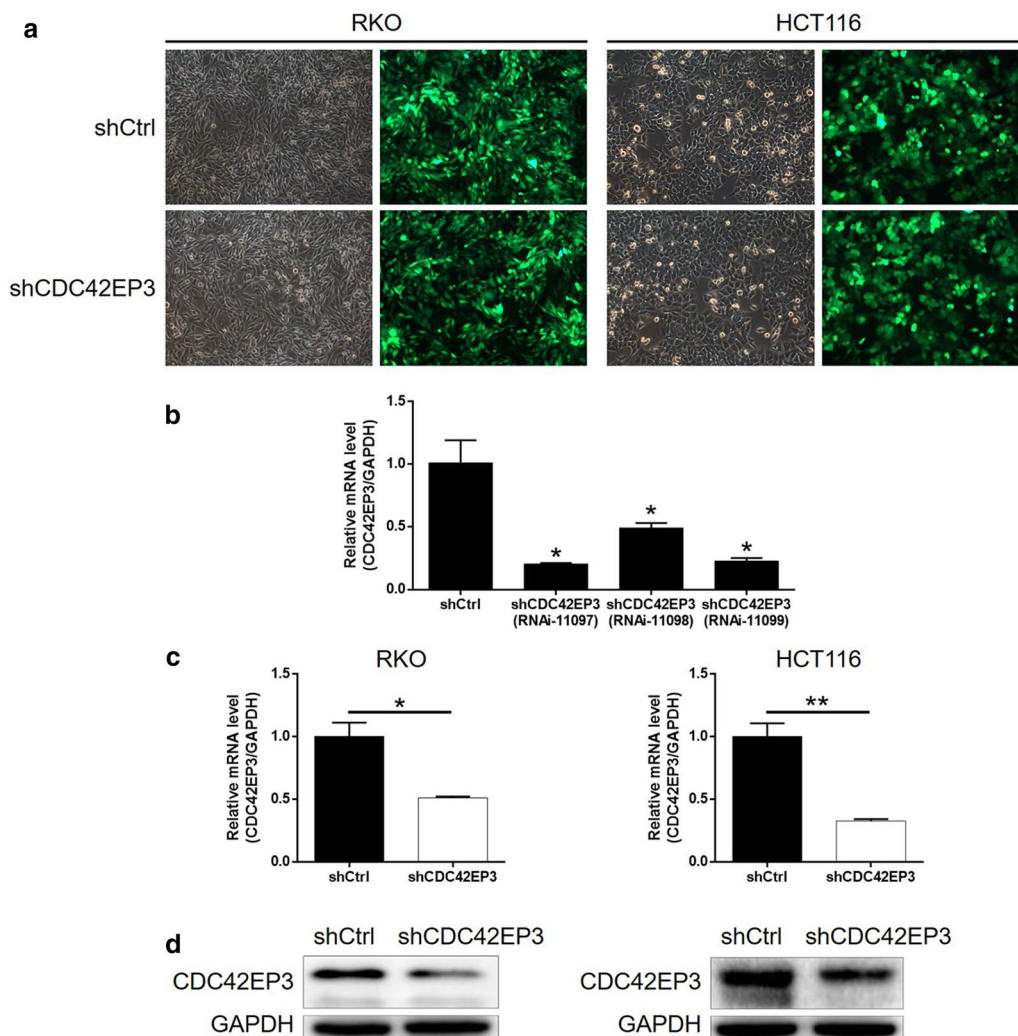 a
RKO
HCT116
shCtrl
shCDC42EP3
b
Relative mRNA level
(CDC42EP3/GAPDH)
1.5
1.0
0.5
0.0
*
*
*
shCtrl
shCDC42EP3
(RNAi-11097)
shCDC42EP3
(RNAi-11098)
shCDC42EP3
(RNAi-11099)
c
RKO
Relative mRNA level
(CDC42EP3/GAPDH)
1.5
1.0
0.5
0.0
*
shCtrl
shCDC42EP3
HCT116
Relative mRNA level
(CDC42EP3/GAPDH)
1.5
1.0
0.5
0.0
**
shCtrl
shCDC42EP3
d
shCtrl shCDC42EP3
CDC42EP3
GAPDH
shCtrl shCDC42EP3
CDC42EP3
GAPDH